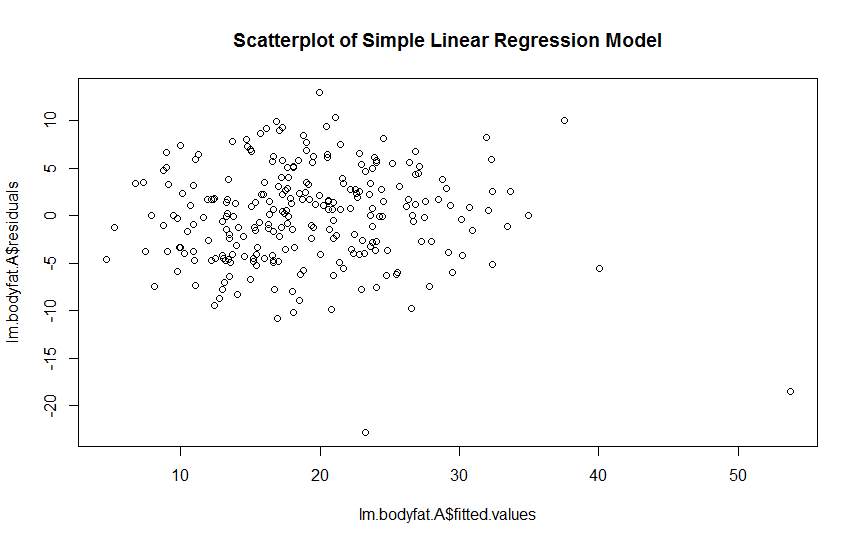 Scatterplot of Simple Linear Regression Model
lm.bodyfat.A$residuals
10
5
0
-5
-10
-15
-20
10 20 30 40 50
lm.bodyfat.A$fitted.values